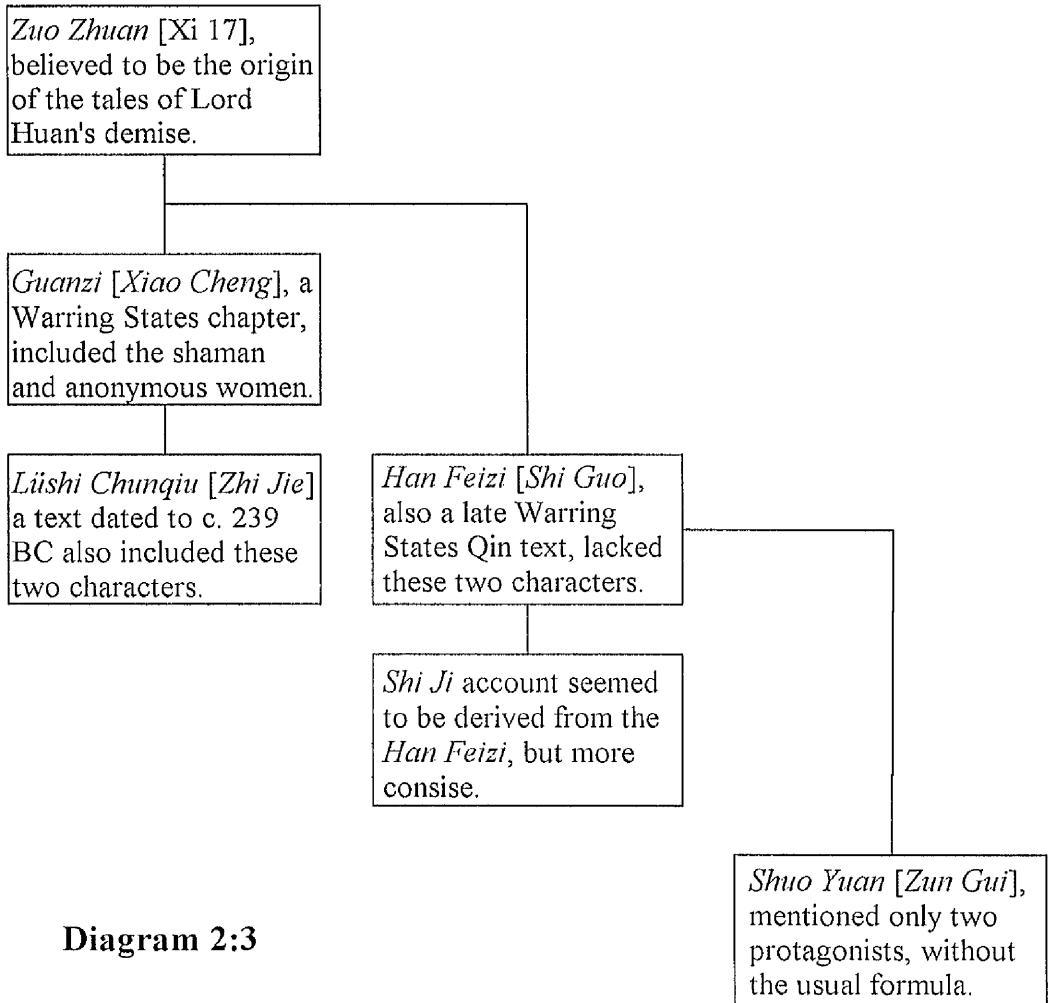 Zuo Zhuan [Xi 17],
believed to be the origin
of the tales of Lord
Huan's demise.
Guanzi [Xiao Cheng], a
Warring States chapter,
included the shaman
and anonymous women.
Lüshi Chunqiu [Zhi Jie]
a text dated to c. 239
BC also included these
two characters.
Han Feizi [Shi Guo],
also a late Warring
States Qin text, lacked
these two characters.
Shi Ji account seemed
to be derived from the
Han Feizi, but more
consise.
Shuo Yuan [Zun Gui],
mentioned only two
protagonists, without
the usual formula.
Diagram 2:3